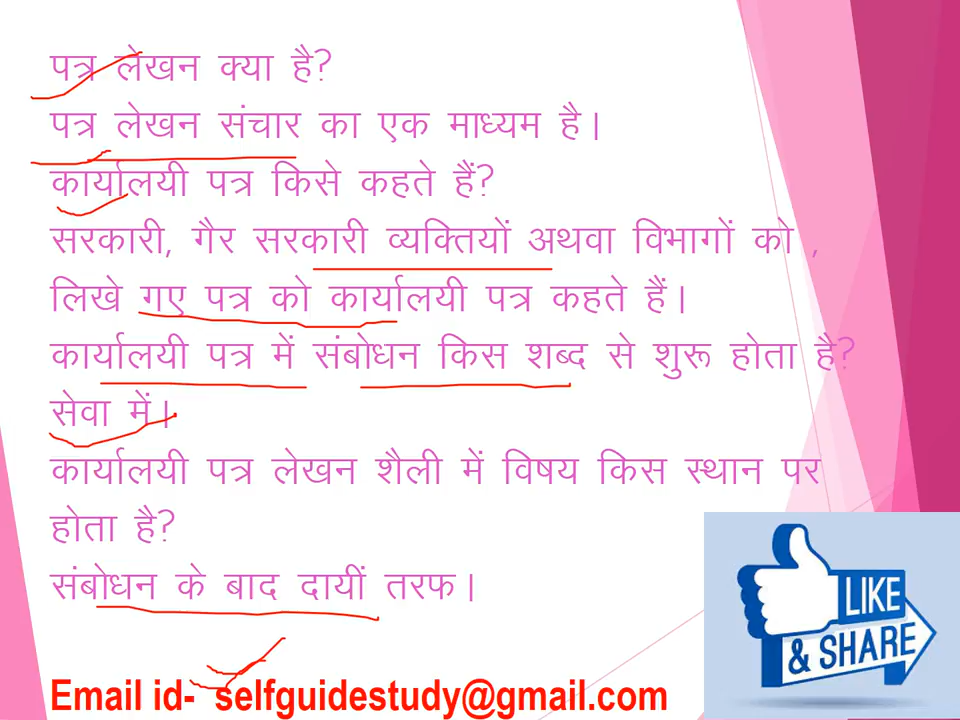 पत्र लेखन क्या है?
पत्र लेखन संचार का एक माध्यम है।
कार्यालयी पत्र किसे कहते हैं?
सरकारी, गैर सरकारी व्यक्तियों अथवा विभागों को ,
लिखे गए पत्र को कार्यालयी पत्र कहते हैं।
कार्यालयी पत्र में संबोधन किस शब्द से शुरू होता है?
सेवा में।
कार्यालयी पत्र लेखन शैली में विषय किस स्थान पर
होता है?
संबोधन के बाद दायीं तरफ।
LIKE
& SHARE
Email id- selfguidestudy@gmail.com